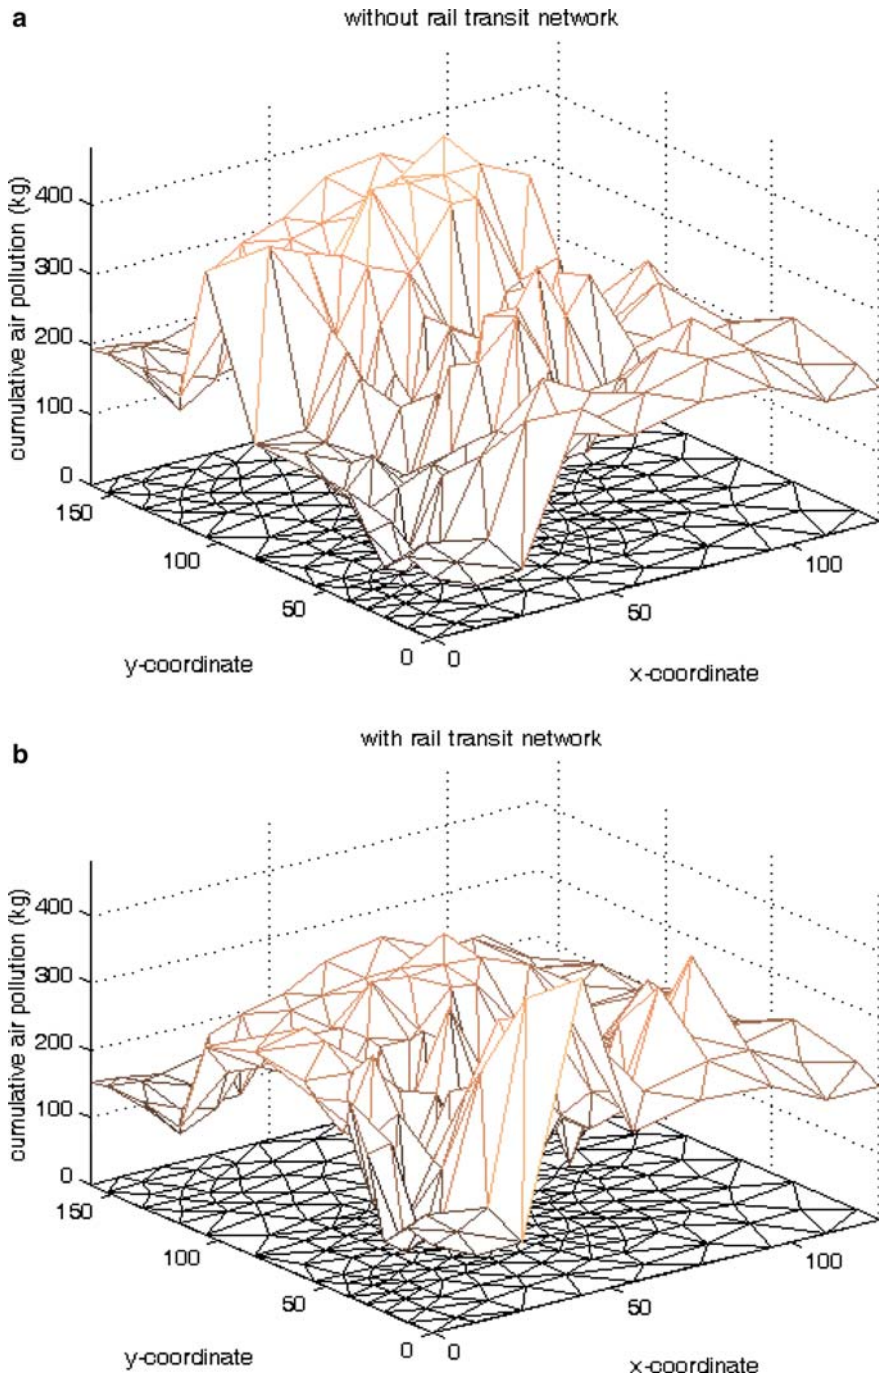 a
without rail transit network
cumulative air pollution (kg)
400
300
200
100
0
150
100
50
0
0
50
100
y-coordinate
x-coordinate
b
with rail transit network
cumulative air pollution (kg)
400
300
200
100
0
150
100
50
0
0
50
100
y-coordinate
x-coordinate